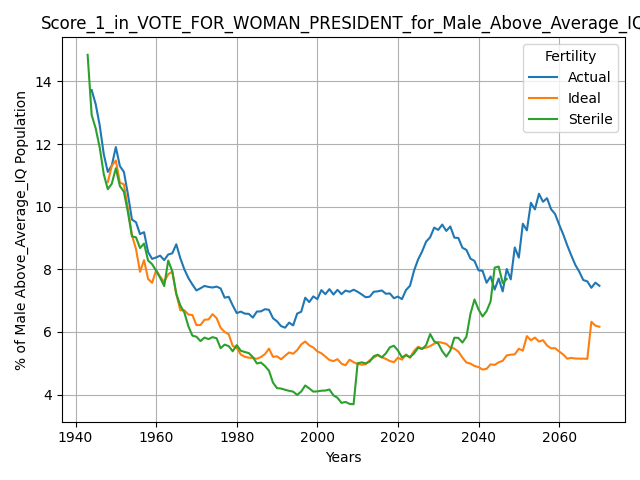 Score_1_in_VOTE_FOR_WOMAN_PRESIDENT_for_Male_Above_Average_IQ
% of Male Above_Average_IQ Population
14
12
10
8
6
4
Fertility
Actual
Ideal
Sterile
1940 1960 1980 2000 2020 2040 2060
Years